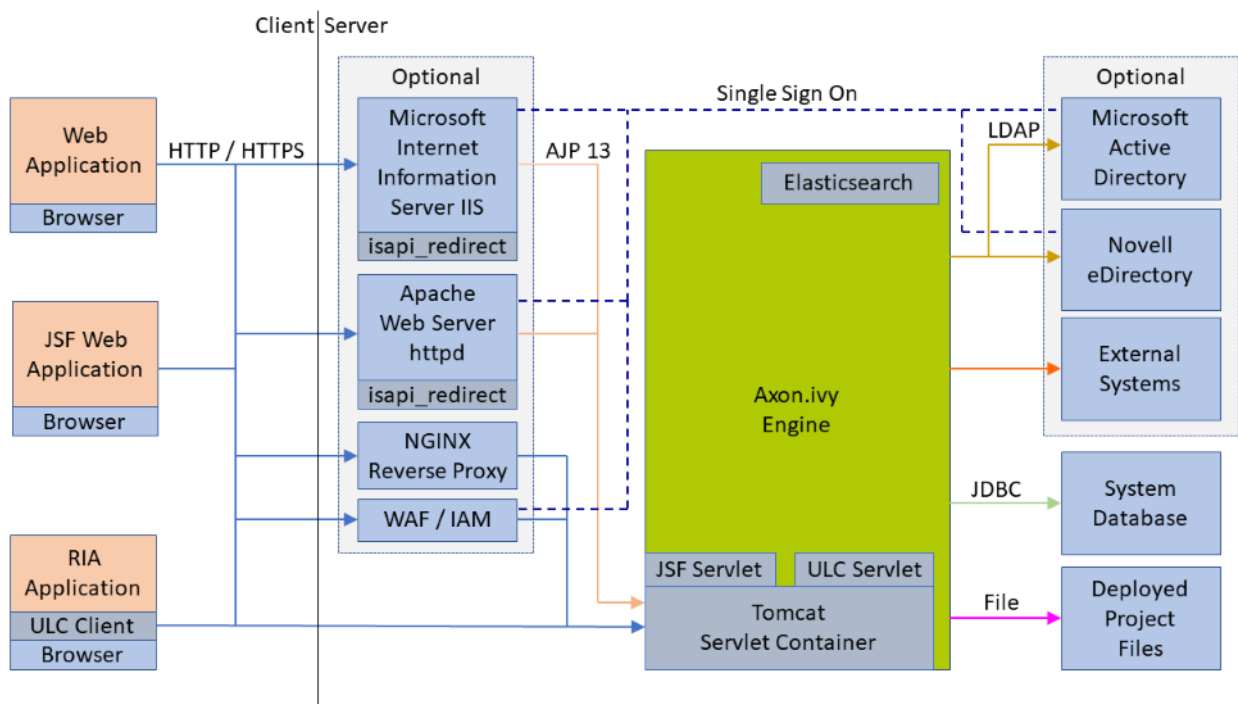 Client Server
Optional
Optional
Single Sign On
Web
Application
Browser
HTTP / HTTPS
Microsoft
Internet
Information
Server IIS
isapi_redirect
AJP 13
LDAP
Microsoft
Active
Directory
Elasticsearch
Novell
eDirectory
JSF Web
Application
Browser
Apache
Web Server
httpd
isapi_redirect
External
Systems
Axon.ivy
Engine
NGINX
Reverse Proxy
WAF / IAM
JDBC
System
Database
RIA
Application
ULC Client
Browser
JSF Servlet
ULC Servlet
Tomcat
Servlet Container
File
Deployed
Project
Files